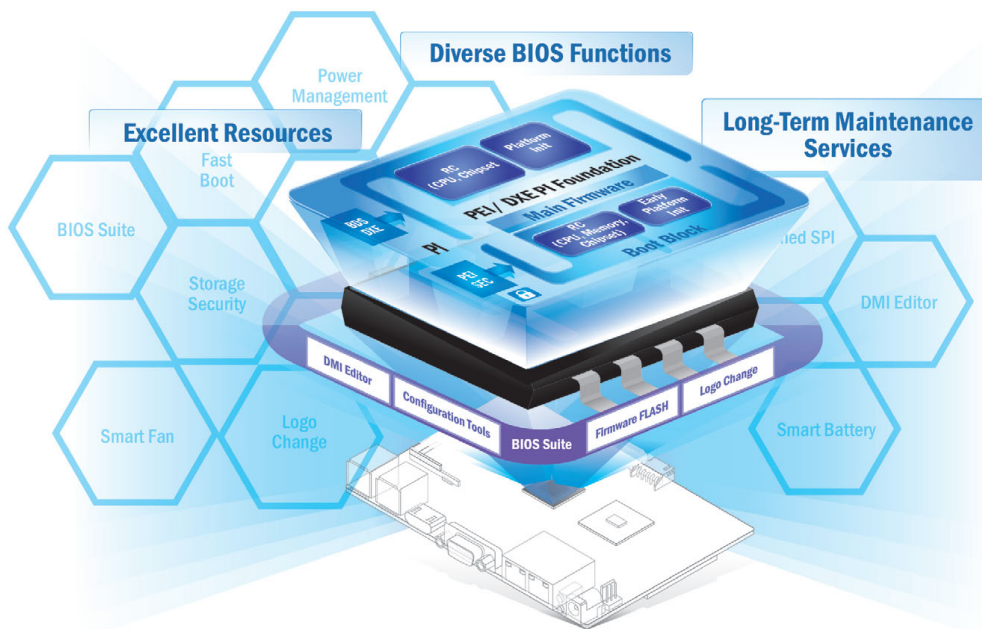 Diverse BIOS Functions
Power
Management
Excellent Resources
Long-Term Maintenance
Services
Fast
Boot
BIOS Suite
Storage
Security
Smart Fan
Logo
Change
SPI
DMI Editor
Smart Battery
RC
(CPU, Chipset
Platform
Init
PEI/ DXE PI Foundation
Main Firmware
BDS
DXE
PI
RC
(CPU, Memory,
Chipset)
Early
Platform
Init
Boot Block
PEI
SEC
DMI Editor
Configuration Tools
BIOS Suite
Firmware FLASH
Logo Change